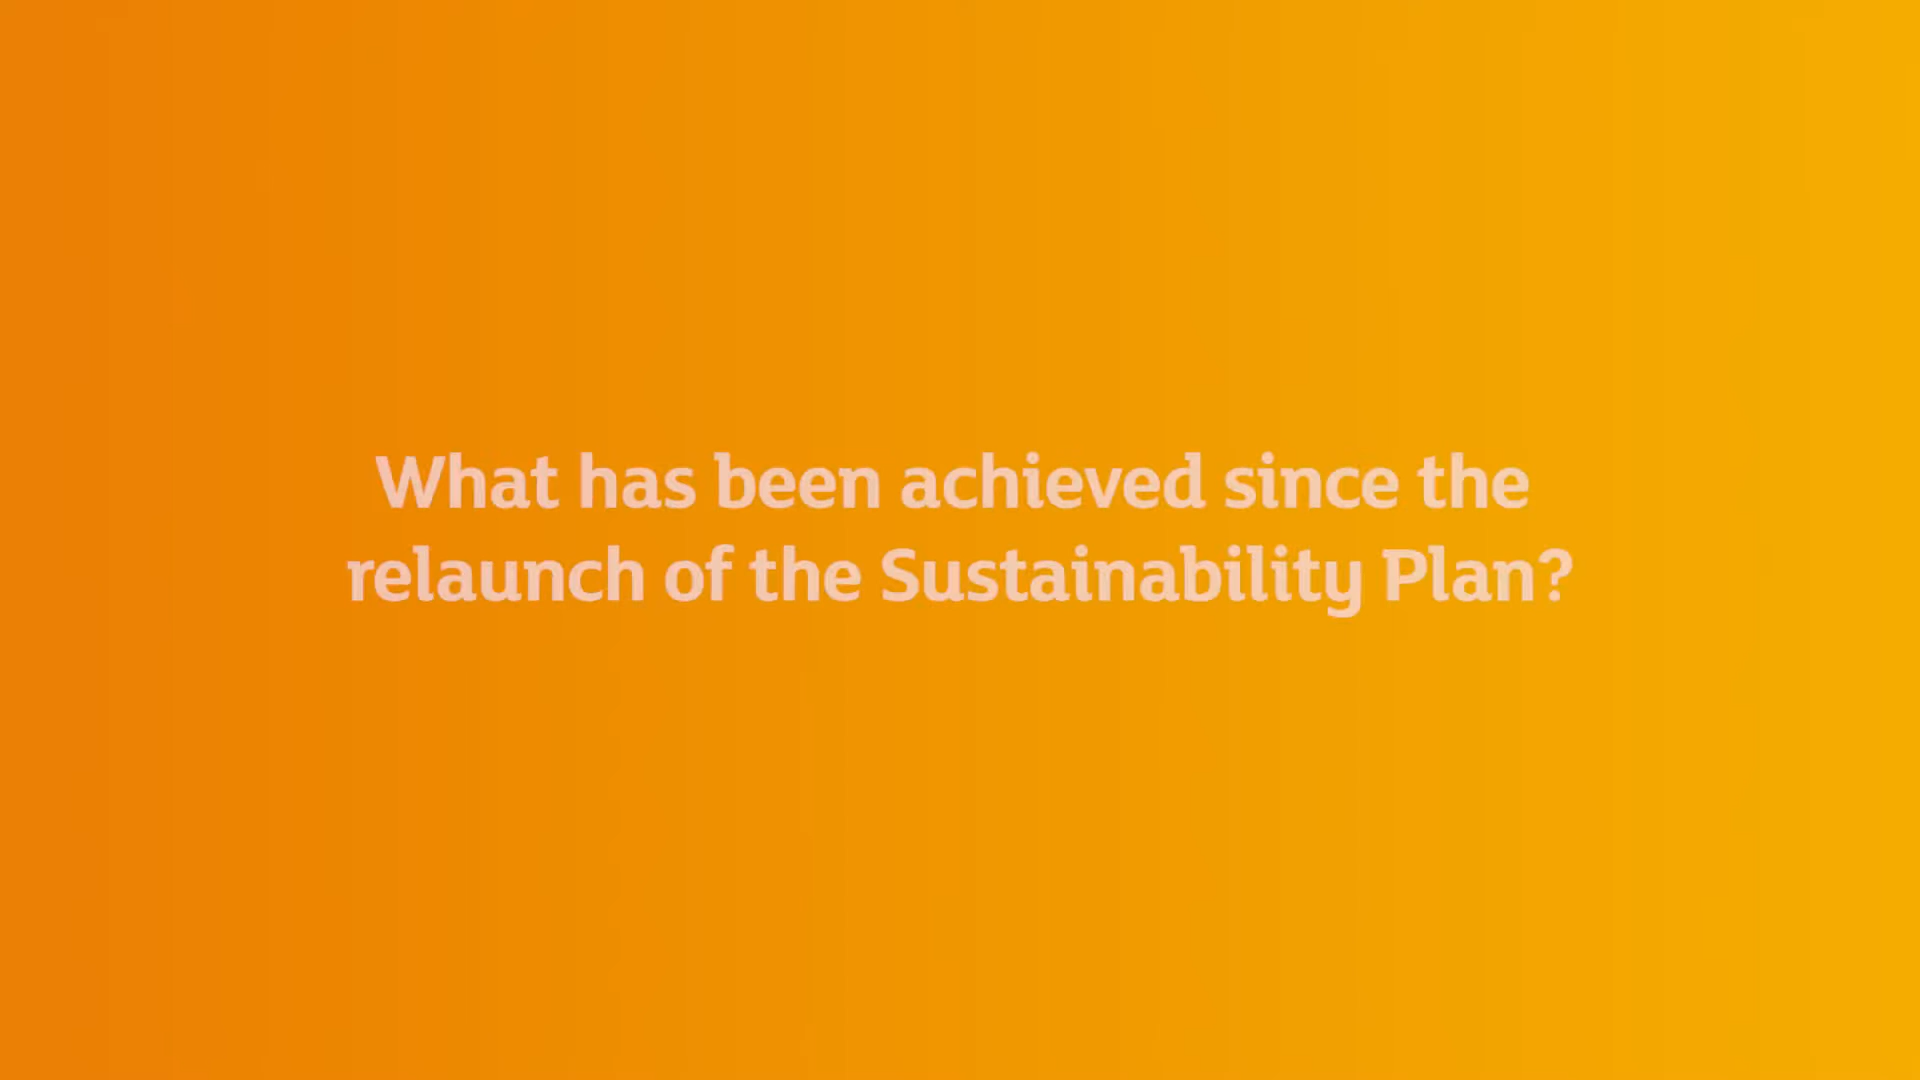 What has been achieved since the
relaunch of the Sustainability Plan?